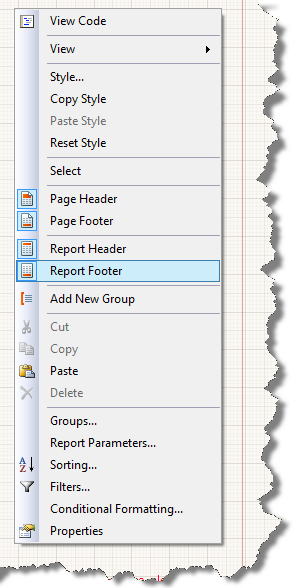 View Code
View
Style...
Copy Style
Paste Style
Reset Style
Select
Page Header
Page Footer
Report Header
Report Footer
Add New Group
Cut
Copy
Paste
Delete
Groups...
Report Parameters...
Sorting...
Filters...
Conditional Formatting...
Properties